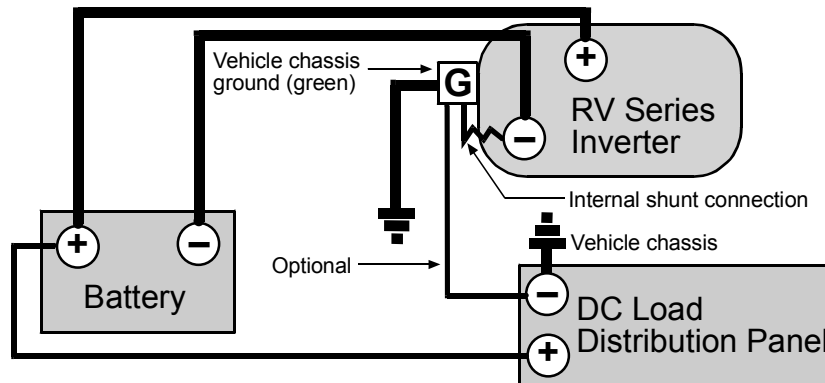 Vehicle chassis
ground (green)
G
+
RV Series
Inverter
−
Internal shunt connection
+
−
Battery
Optional
Vehicle chassis
−
DC Load
Distribution Panel
+